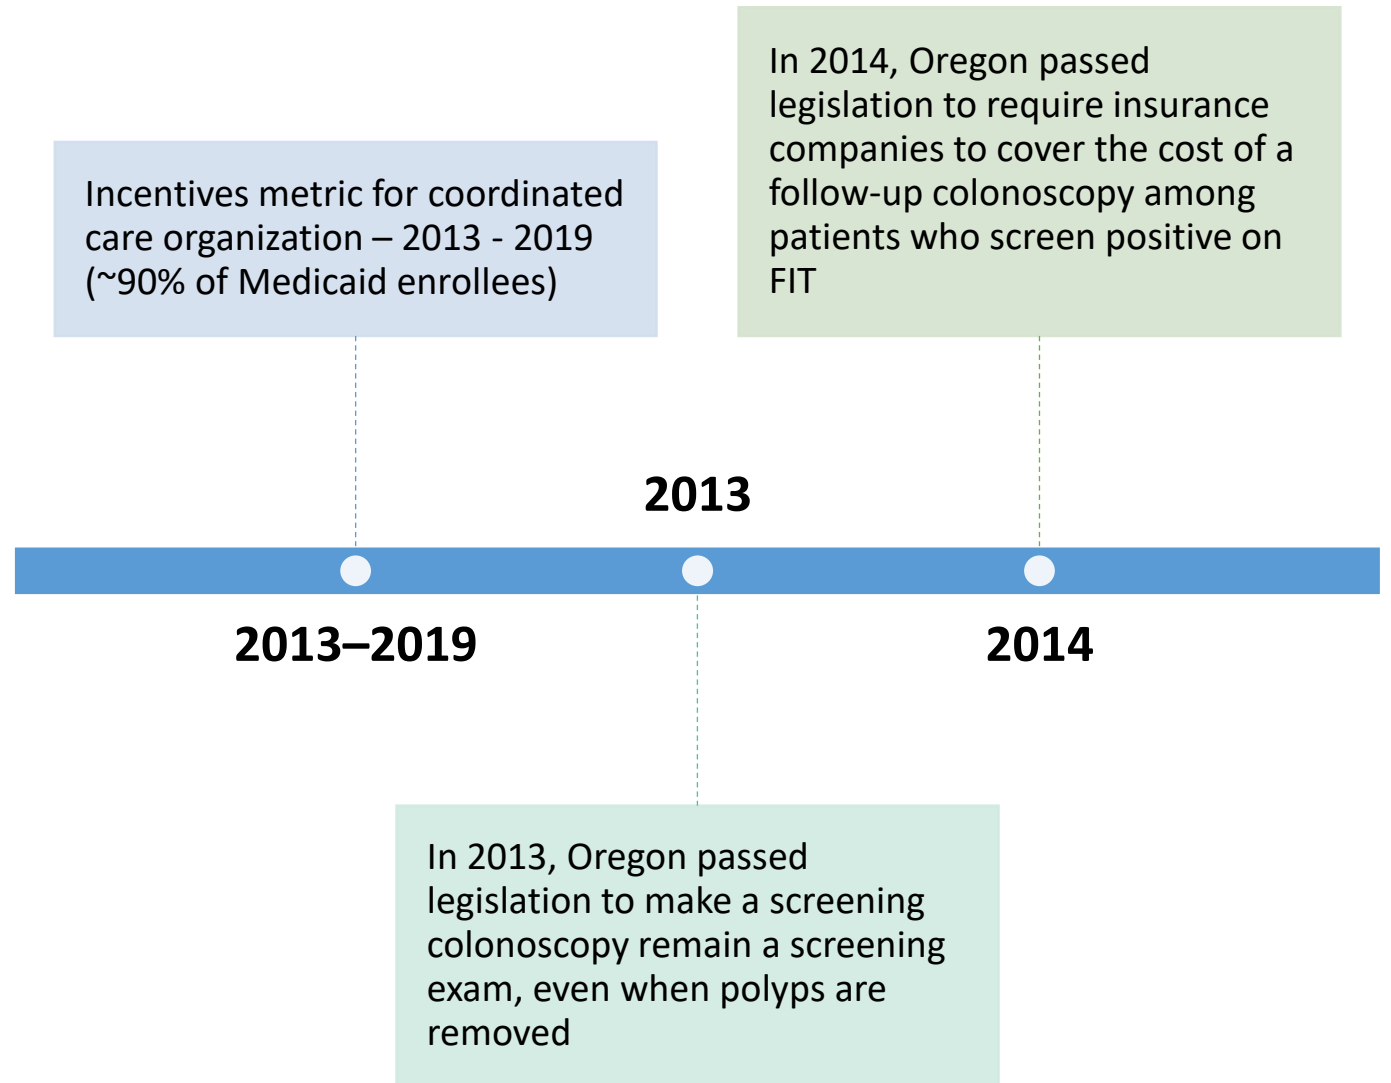 Incentives metric for coordinated
care organization – 2013 - 2019
(~90% of Medicaid enrollees)
In 2014, Oregon passed
legislation to require insurance
companies to cover the cost of a
follow-up colonoscopy among
patients who screen positive on
FIT
2013
2013–2019
2014
In 2013, Oregon passed
legislation to make a screening
colonoscopy remain a screening
exam, even when polyps are
removed